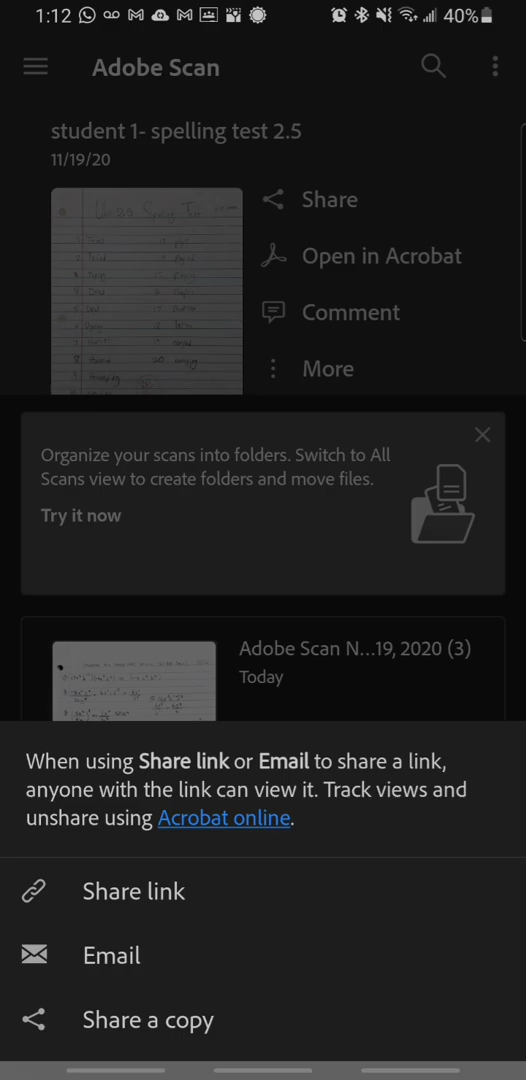 1:12 40%
Adobe Scan
student 1- spelling test 2.5
11/19/20
Share
Open in Acrobat
Comment
More
Organize your scans into folders. Switch to All
Scans view to create folders and move files.
Try it now
Adobe Scan N...19, 2020 (3)
Today
When using Share link or Email to share a link,
anyone with the link can view it. Track views and
unshare using Acrobat online.
Share link
Email
Share a copy